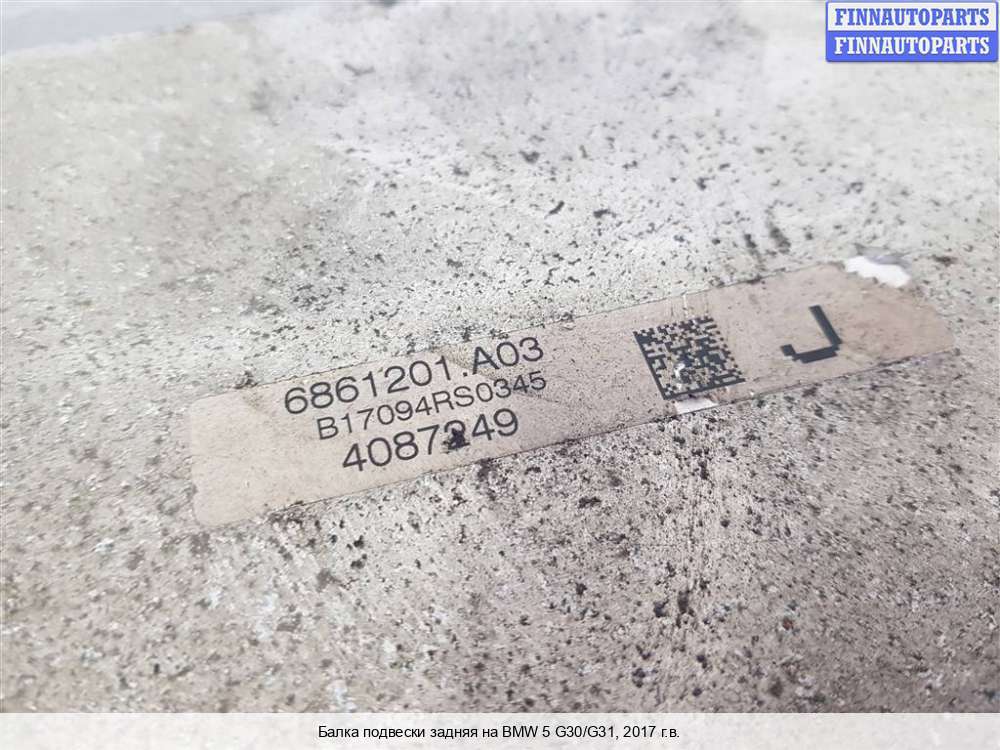 FINNAUTOPARTS
FINNAUTOPARTS
6861201.A03
B17094RS0345
4087249
J
Балка подвески задняя на BMW 5 G30/G31, 2017 г.в.